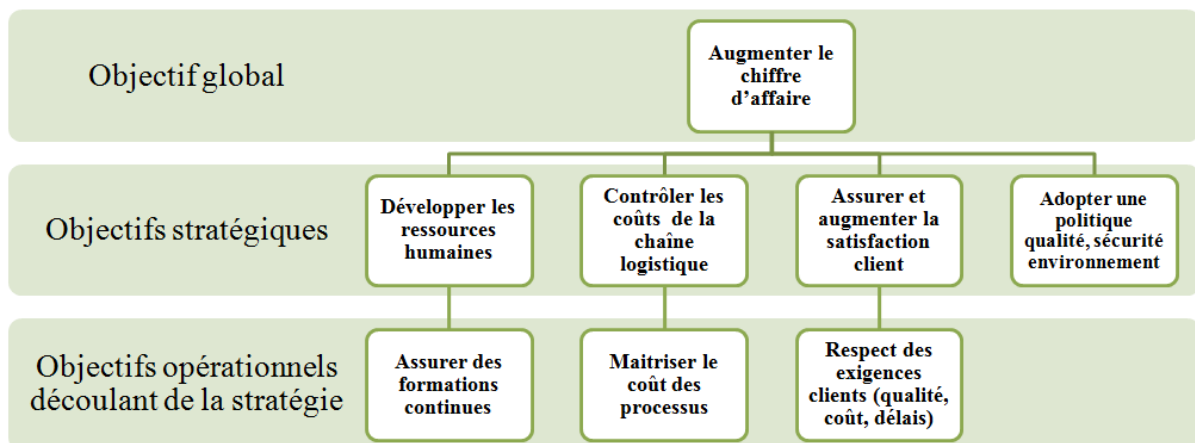 Objectif global
Augmenter le
chiffre
d’affaire
Objectifs stratégiques
Développer les
ressources
humaines
Contrôler les
coûts de la
chaîne
logistique
Assurer et
augmenter la
satisfaction
client
Adopter une
politique
qualité, sécurité
environnement
Objectifs opérationnels
découlant de la stratégie
Assurer des
formations
continues
Maitriser le
coût des
processus
Respect des
exigences
clients (qualité,
coût, délais)